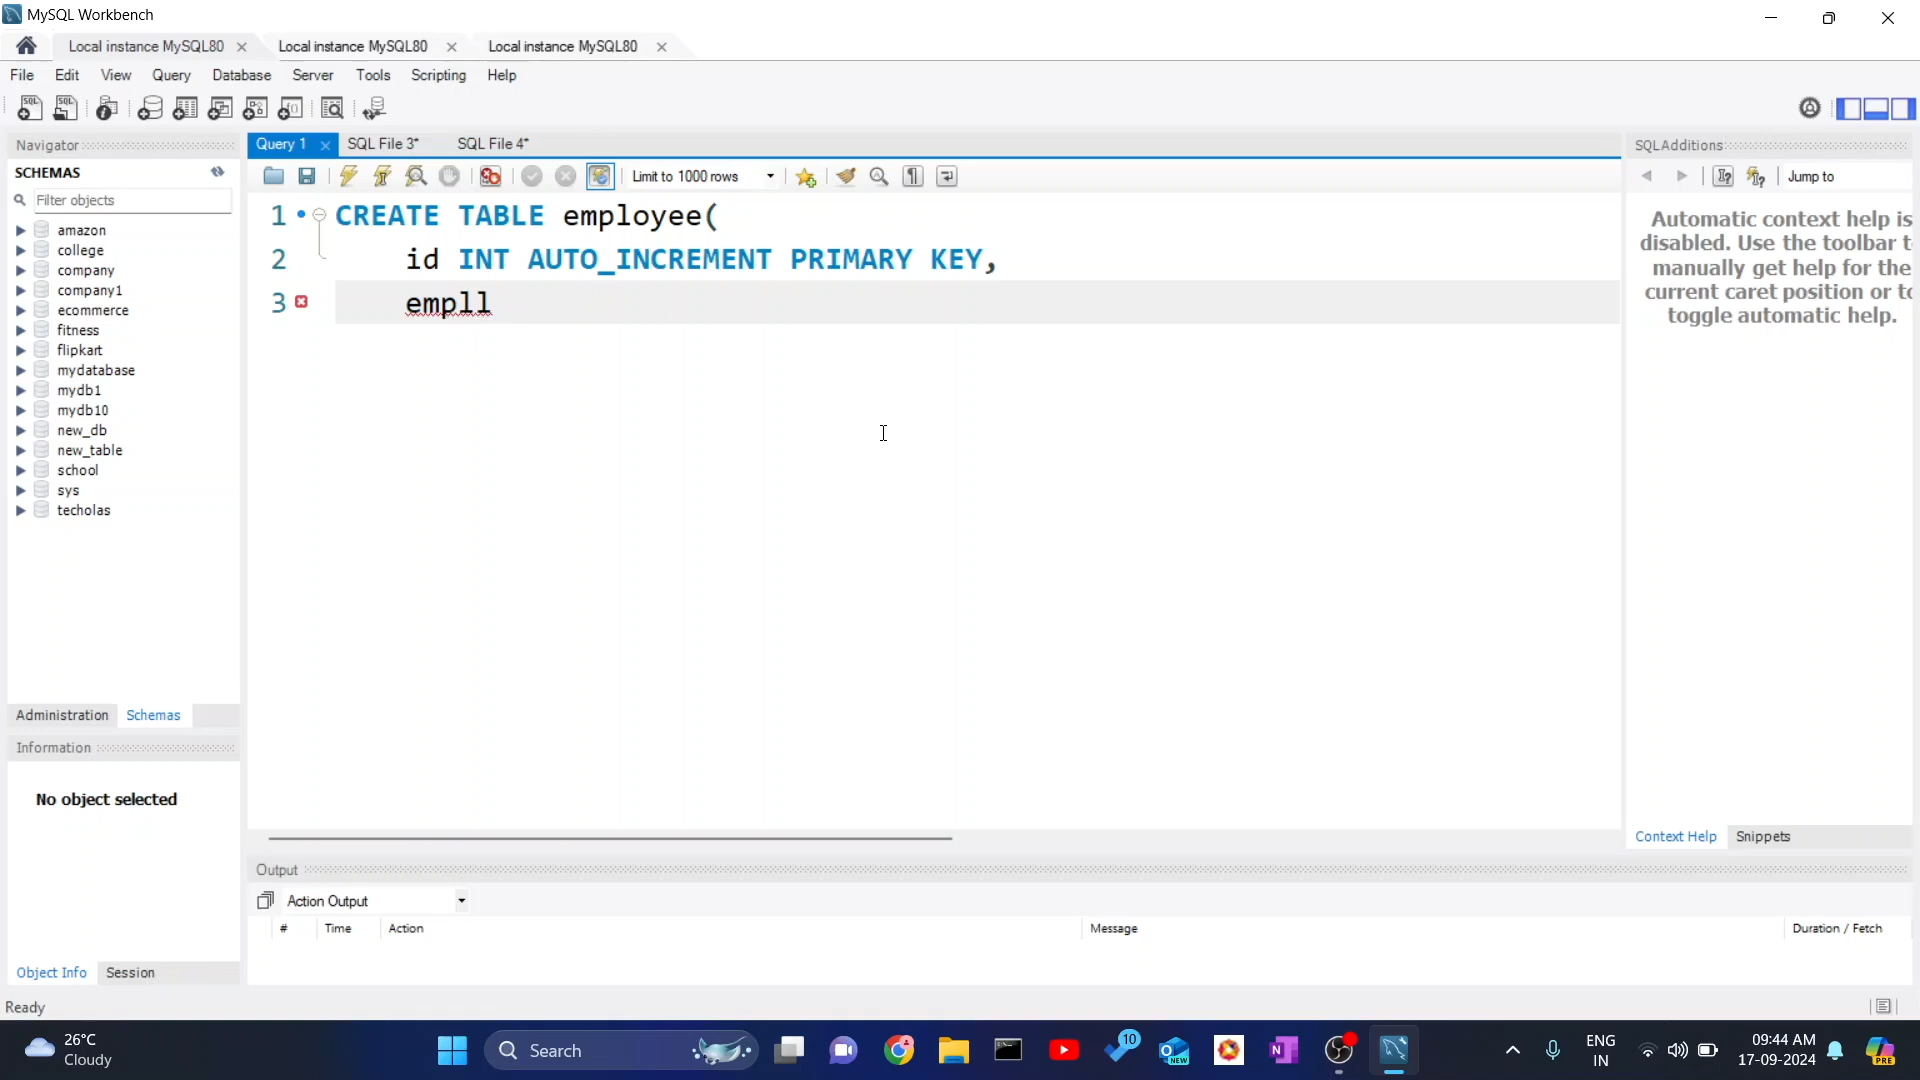 MySQL Workbench
Local instance MySQL80 Local instance MySQL80 Local instance MySQL80
File Edit View Query Database Server Tools Scripting Help
Navigator
SCHEMAS
Filter objects
amazon
college
company
company1
ecommerce
fitness
flipkart
mydatabase
mydb1
mydb10
new_db
new_table
school
sys
techolas
Administration Schemas
Information
No object selected
Object Info Session
Query 1 SQL File 3* SQL File 4*
Limit to 1000 rows
1 CREATE TABLE employee(
2 id INT AUTO_INCREMENT PRIMARY KEY,
3 empll
SQLAdditions
Jump to
Automatic context help is
disabled. Use the toolbar t
manually get help for the
current caret position or to
toggle automatic help.
Context Help Snippets
Output
Action Output
# Time Action Message Duration / Fetch
Ready
26°C
Cloudy
Search
10
NEW
ENG
IN
09:44 AM
17-09-2024
PRE